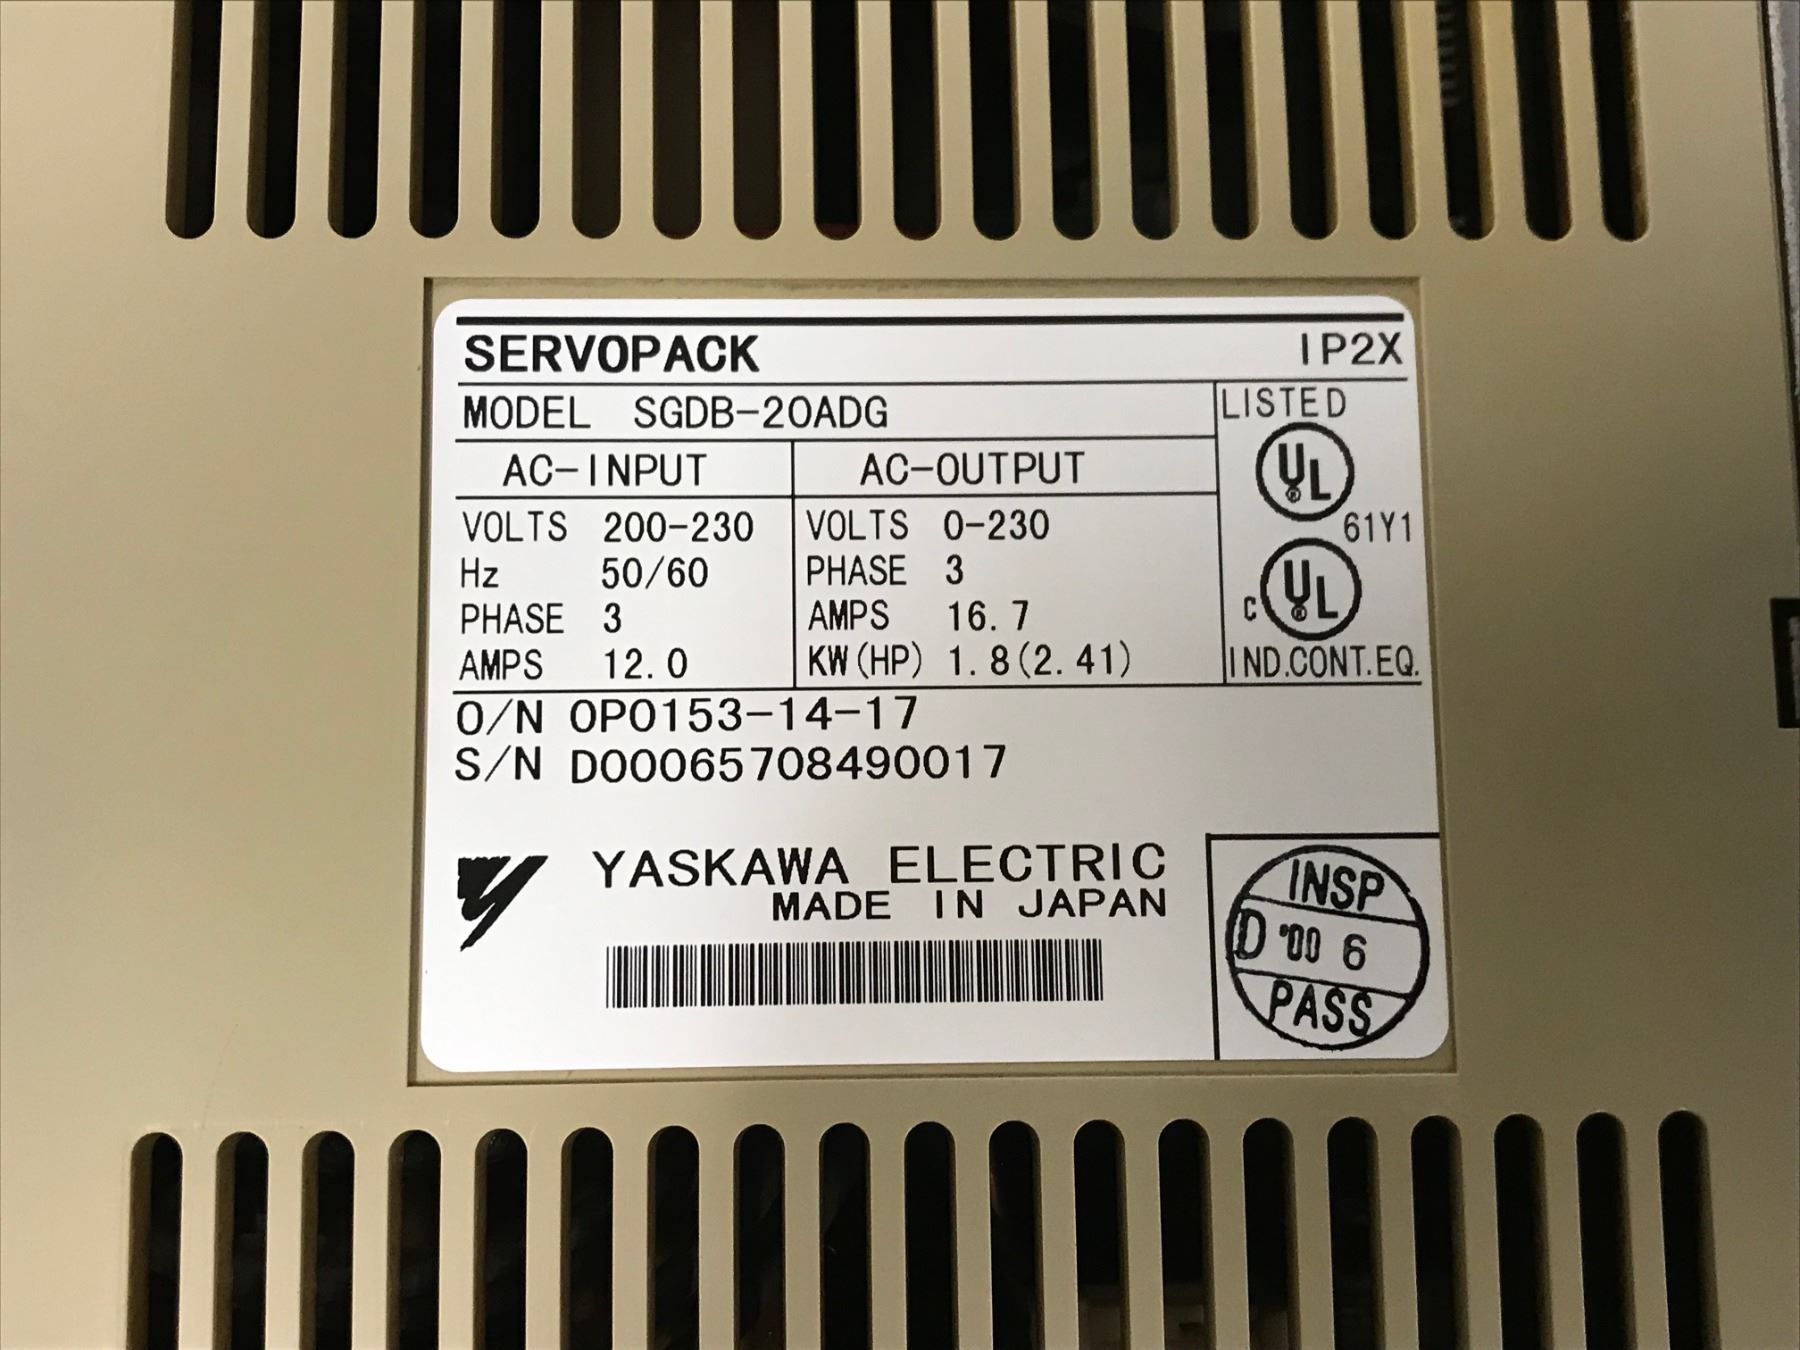 SERVOPACK IP2X
MODEL SGDB-20ADG
LISTED
AC-INPUT AC-OUTPUT
UL
®
61Y1
VOLTS 200-230 VOLTS 0-230
Hz 50/60 PHASE 3
PHASE 3 AMPS 16.7
AMPS 12.0 KW(HP) 1.8(2.41)
C UL
®
IND.CONT.EQ.
O/N 0P0153-14-17
S/N D00065708490017
YASKAWA ELECTRIC
MADE IN JAPAN
INSP
D '00 6
PASS